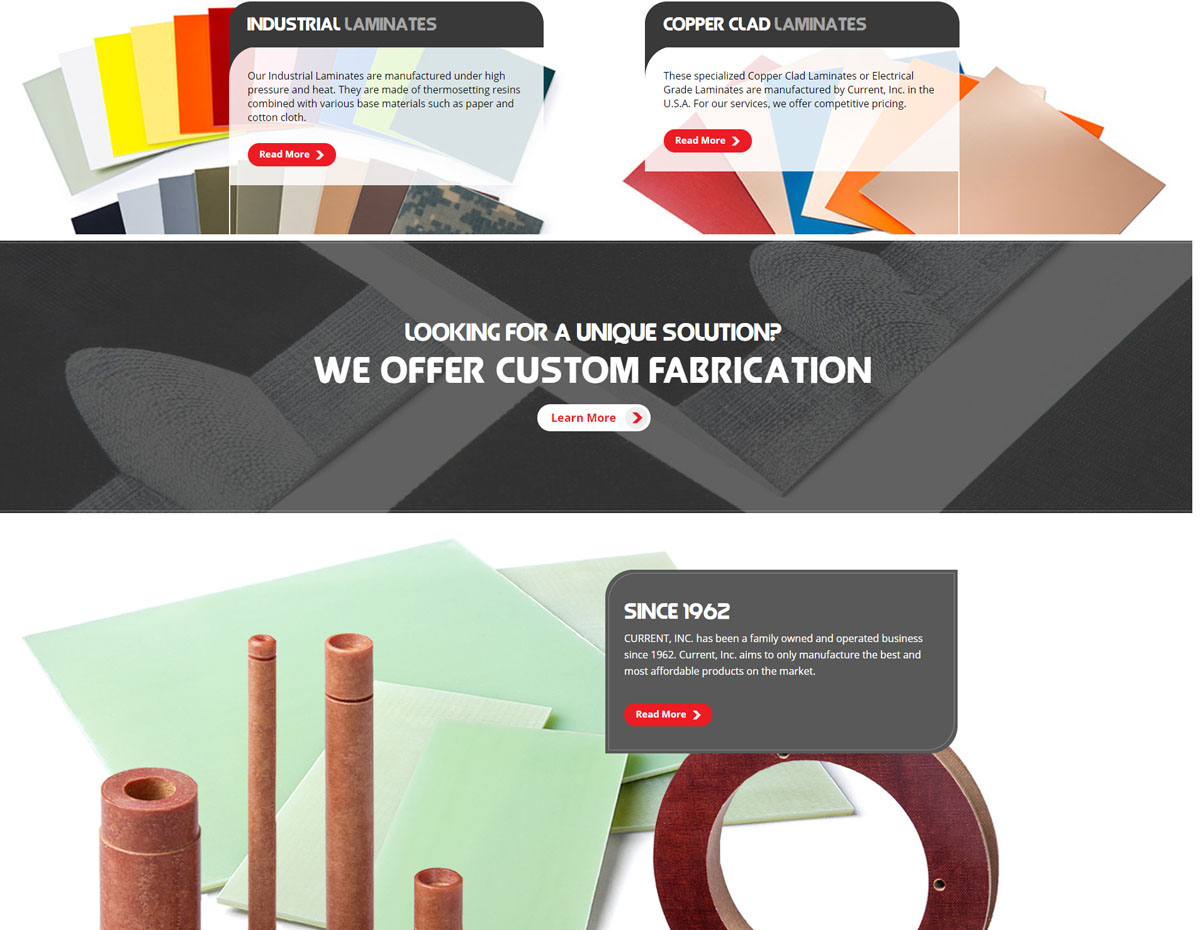 INDUSTRIAL LAMINATES
Our Industrial Laminates are manufactured under high
pressure and heat. They are made of thermosetting resins
combined with various base materials such as paper and
cotton cloth.
Read More
COPPER CLAD LAMINATES
These specialized Copper Clad Laminates or Electrical
Grade Laminates are manufactured by Current, Inc. in the
U.S.A. For our services, we offer competitive pricing.
Read More
LOOKING FOR A UNIQUE SOLUTION?
WE OFFER CUSTOM FABRICATION
Learn More
SINCE 1962
CURRENT, INC. has been a family owned and operated business
since 1962. Current, Inc. aims to only manufacture the best and
most affordable products on the market.
Read More